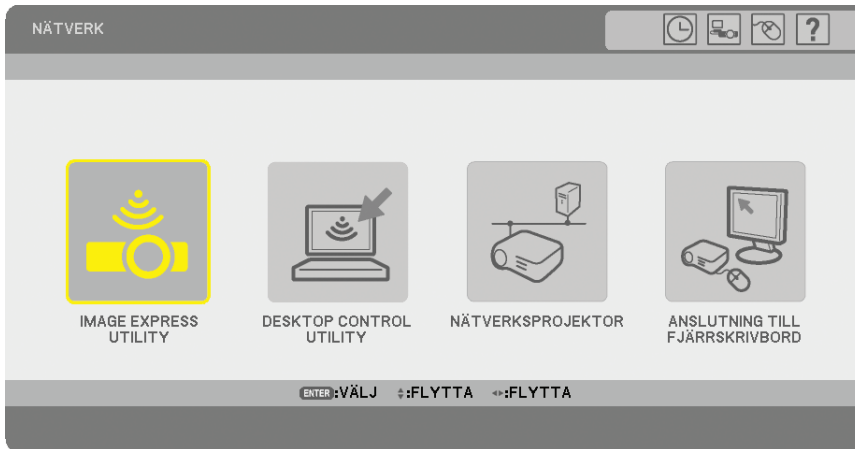 NÄTVERK
?
IMAGE EXPRESS
UTILITY
DESKTOP CONTROL
UTILITY
NÄTVERKSPROJEKTOR
ANSLUTNING TILL
FJÄRRSKRIVBORD
ENTER:VÄLJ :FLYTTA :FLYTTA